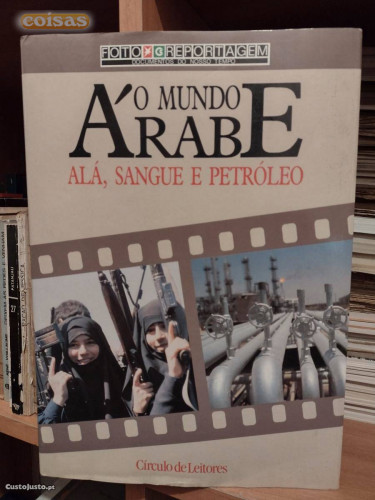 coisas
FOTO REPORTAGEM
DOCUMENTOS DO NOSSO TEMPO
O MUNDO
ÁRABE
ALÁ, SANGUE E PETRÓLEO
Círculo de Leitores
CustoJusto.pt